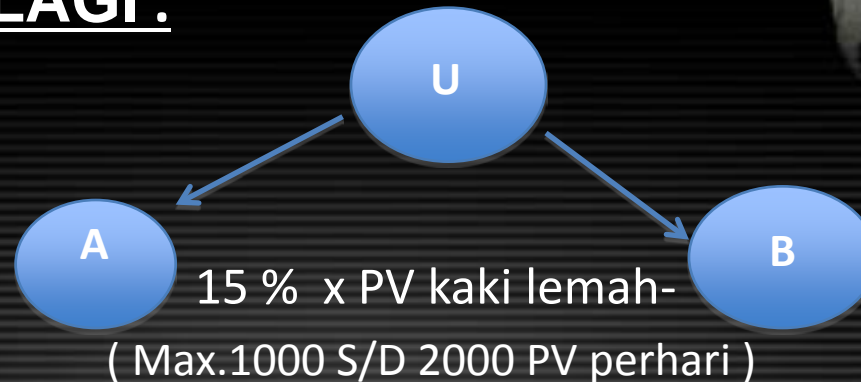 LAGI :
U
A
B
15 % x PV kaki lemah-
( Max.1000 S/D 2000 PV perhari )